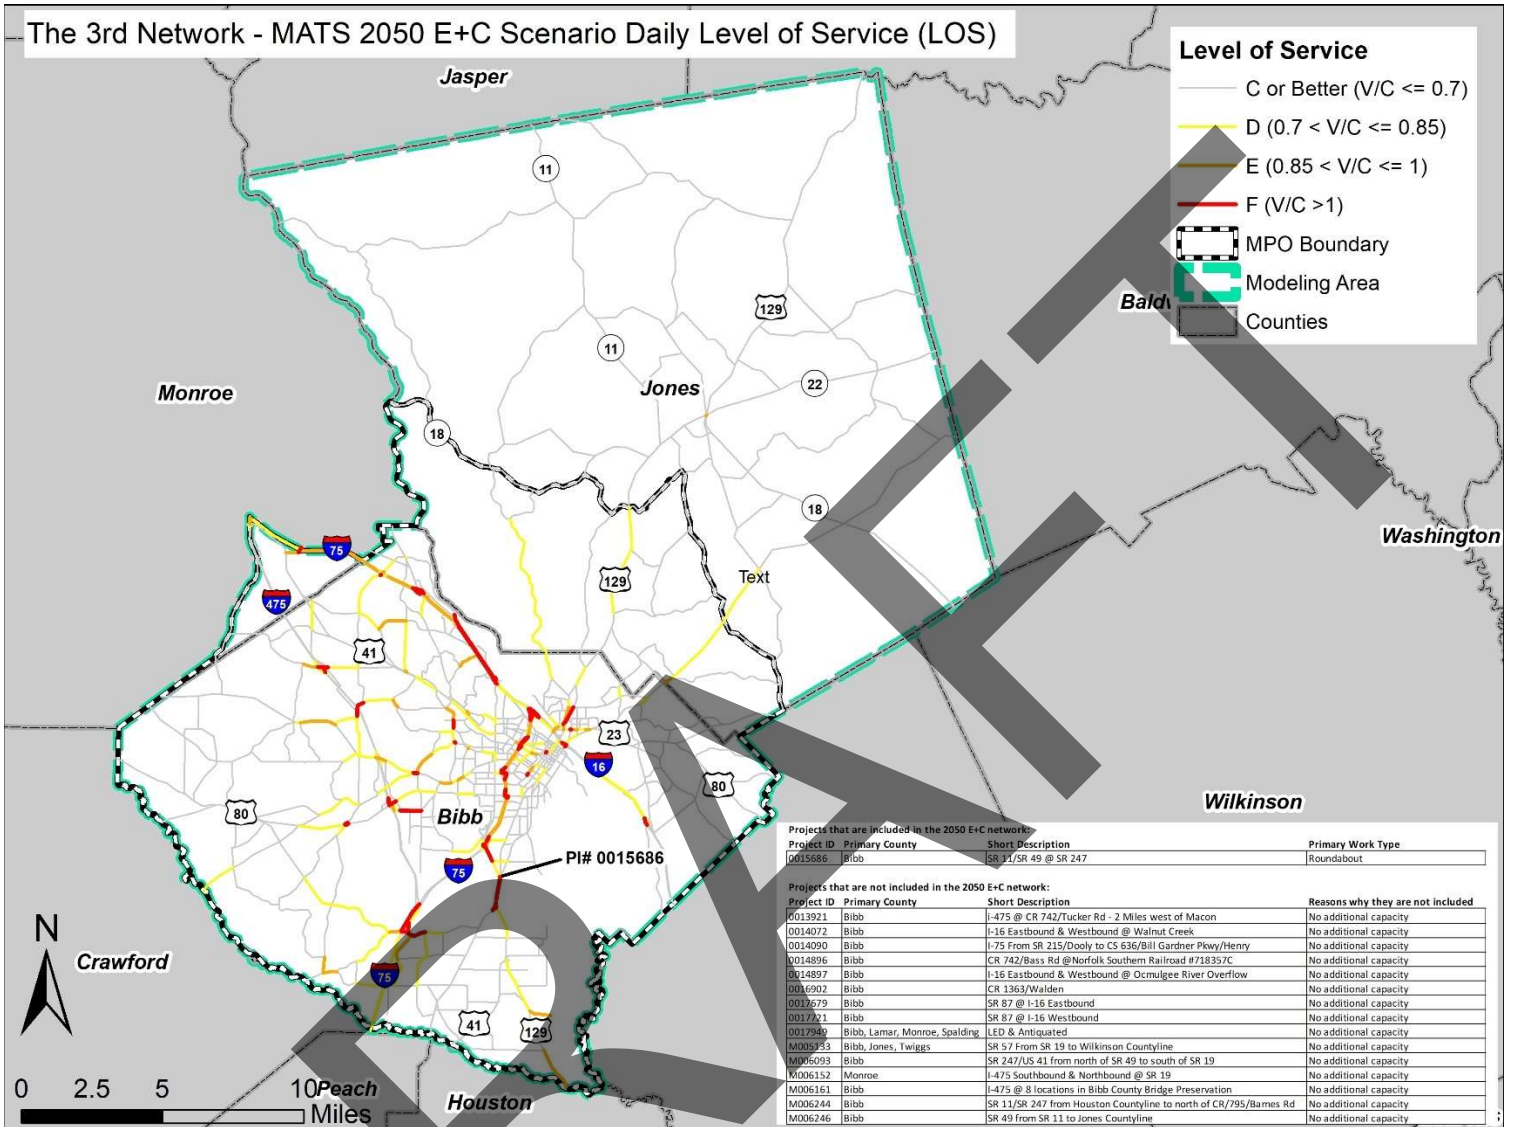 The 3rd Network - MATS 2050 E+C Scenario Daily Level of Service (LOS)
Level of Service
C or Better (V/C <= 0.7)
D (0.7 < V/C <= 0.85)
E (0.85 < V/C <= 1)
F (V/C >1)
MPO Boundary
Modeling Area
Counties
Jasper
11
129
Baldw
11
Jones
22
Monroe
18
18
Washington
75
129
Text
475
41
23
16
80
80
Bibb
Wilkinson
PI# 0015686
75
N
Crawford
75
41
129
0 2.5 5 10
Miles
Peach
Houston
DRAFT
Projects that are included in the 2050 E+C network:
Project ID Primary County Short Description Primary Work Type
0015686 Bibb SR 11/SR 49 @ SR 247 Roundabout
Projects that are not included in the 2050 E+C network:
Project ID Primary County Short Description Reasons why they are not included
0013921 Bibb i-475 @ CR 742/Tucker Rd - 2 Miles west of Macon No additional capacity
0014072 Bibb I-16 Eastbound & Westbound @ Walnut Creek No additional capacity
0014090 Bibb I-75 From SR 215/Dooly to CS 636/Bill Gardner Pkwy/Henry No additional capacity
0014896 Bibb CR 742/Bass Rd @Norfolk Southern Railroad #718357C No additional capacity
0014897 Bibb I-16 Eastbound & Westbound @ Ocmulgee River Overflow No additional capacity
0016902 Bibb CR 1363/Walden No additional capacity
0017679 Bibb SR 87 @ I-16 Eastbound No additional capacity
0017721 Bibb SR 87 @ I-16 Westbound No additional capacity
0017949 Bibb, Lamar, Monroe, Spalding LED & Antiquated No additional capacity
M005133 Bibb, Jones, Twiggs SR 57 From SR 19 to Wilkinson Countyline No additional capacity
M006093 Bibb SR 247/US 41 from north of SR 49 to south of SR 19 No additional capacity
M006152 Monroe I-475 Southbound & Northbound @ SR 19 No additional capacity
M006161 Bibb I-475 @ 8 locations in Bibb County Bridge Preservation No additional capacity
M006244 Bibb SR 11/SR 247 from Houston Countyline to north of CR/795/Barnes Rd No additional capacity
M006246 Bibb SR 49 from SR 11 to Jones Countyline No additional capacity